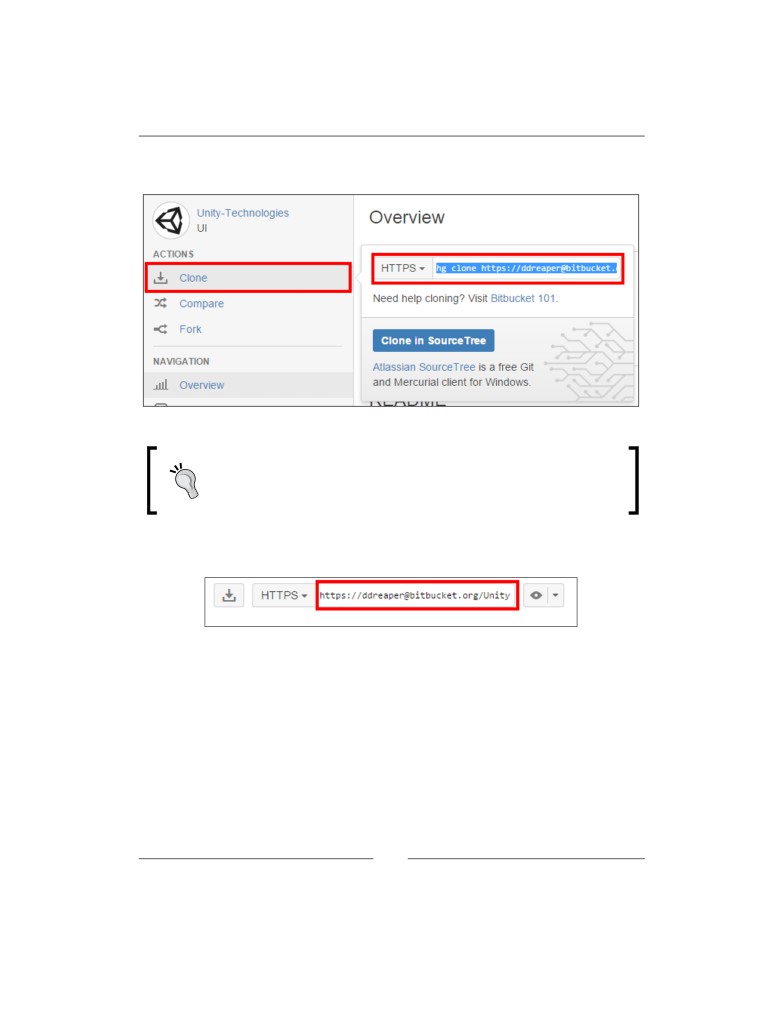 Unity-Technologies
UI
Overview
ACTIONS
HTTPS
hg clone https://ddreaper@bitbucket.
Clone
Need help cloning? Visit Bitbucket 101.
Compare
Fork
Clone in SourceTree
NAVIGATION
Atlassian SourceTree is a free Git
and Mercurial client for Windows.
Overview
README
HTTPS
https://ddreaper@bitbucket.org/Unity